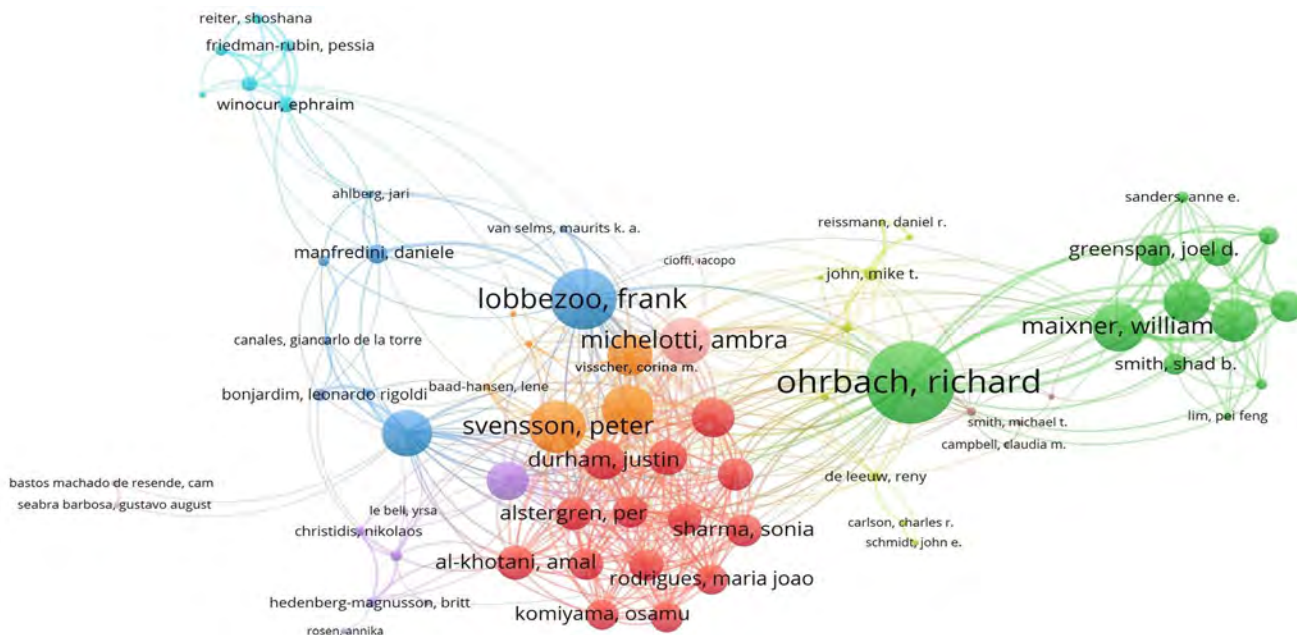 reiter, shoshana
friedman-rubin, pessia
winocur, ephraim
ahlberg, jari
sanders, anne e.
reissmann, daniel r.
van selms, maurits k. a.
manfredini, daniele
greenspan, joel d.
cioffi, iacopo
john, mike t.
lobbezoo, frank
maixner, william
canales, giancarlo de la torre
michelotti, ambra
visscher, corina m.
smith, shad b.
ohrbach, richard
baad-hansen, lene
bonjardim, leonardo rigoldi
smith, michael t.
lim, pei feng
svensson, peter
campbell, claudia m.
durham, justin
de leeuw, reny
bastos machado de resende, cam
seabra barbosa, gustavo august
le bell, yrsa
alstergren, per
carlson, charles r.
christidis, nikolaos
sharma, sonia
schmidt, john e.
al-khotani, amal
rodrigues, maria joao
hedenberg-magnusson, britt
komiyama, osamu
rosen, annika